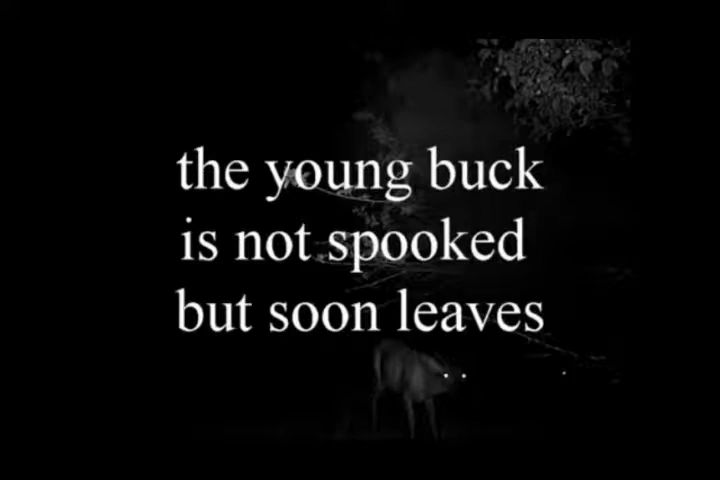 the young buck
is not spooked
but soon leaves